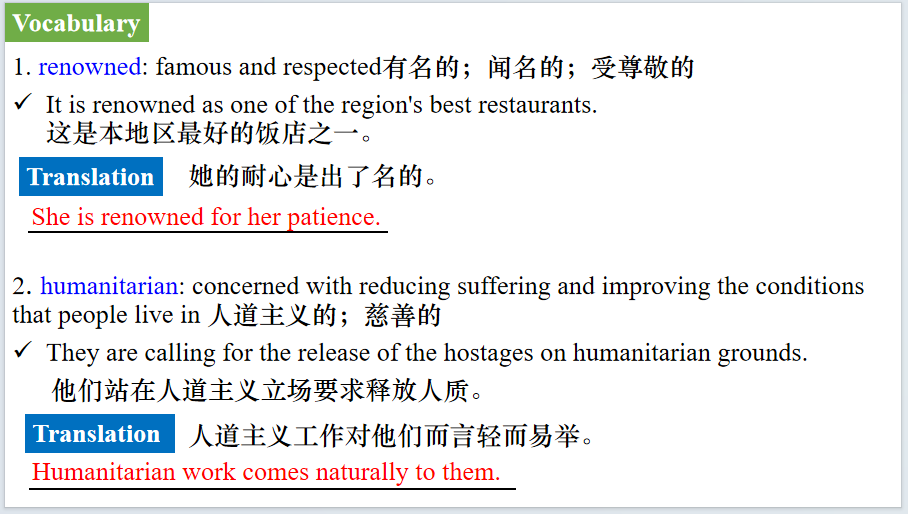 Vocabulary
1. renowned: famous and respected有名的；闻名的；受尊敬的
✓ It is renowned as one of the region's best restaurants.
这是本地区最好的饭店之一。
Translation 她的耐心是出了名的。
She is renowned for her patience.
2. humanitarian: concerned with reducing suffering and improving the conditions
that people live in 人道主义的；慈善的
✓ They are calling for the release of the hostages on humanitarian grounds.
他们站在人道主义立场要求释放人质。
Translation 人道主义工作对他们而言轻而易举。
Humanitarian work comes naturally to them.